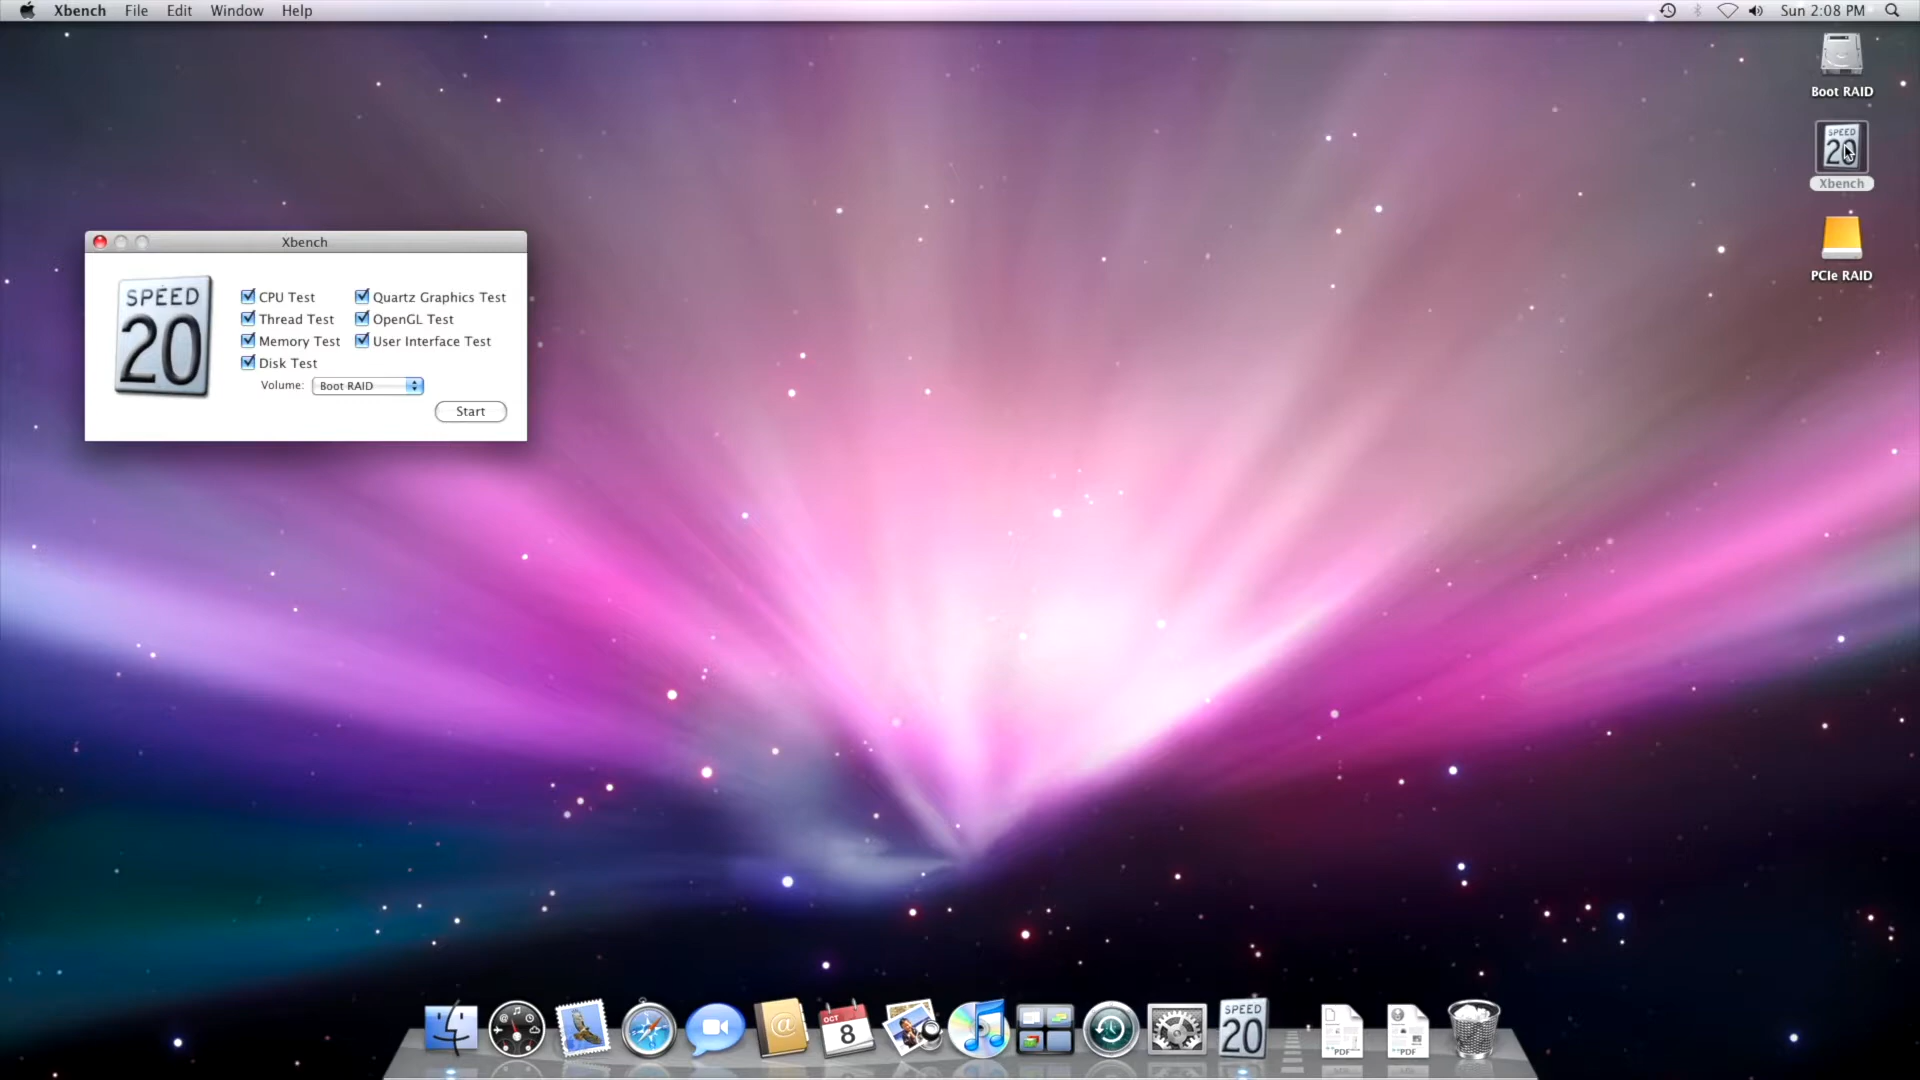 Xbench File Edit Window Help
Sun 2:08 PM
Boot RAID
SPEED
20
Xbench
PCIe RAID
Xbench
SPEED
20
CPU Test
Quartz Graphics Test
Thread Test
OpenGL Test
Memory Test
User Interface Test
Disk Test
Volume: Boot RAID
Start
OCT
8
SPEED
20
PDF
PDF